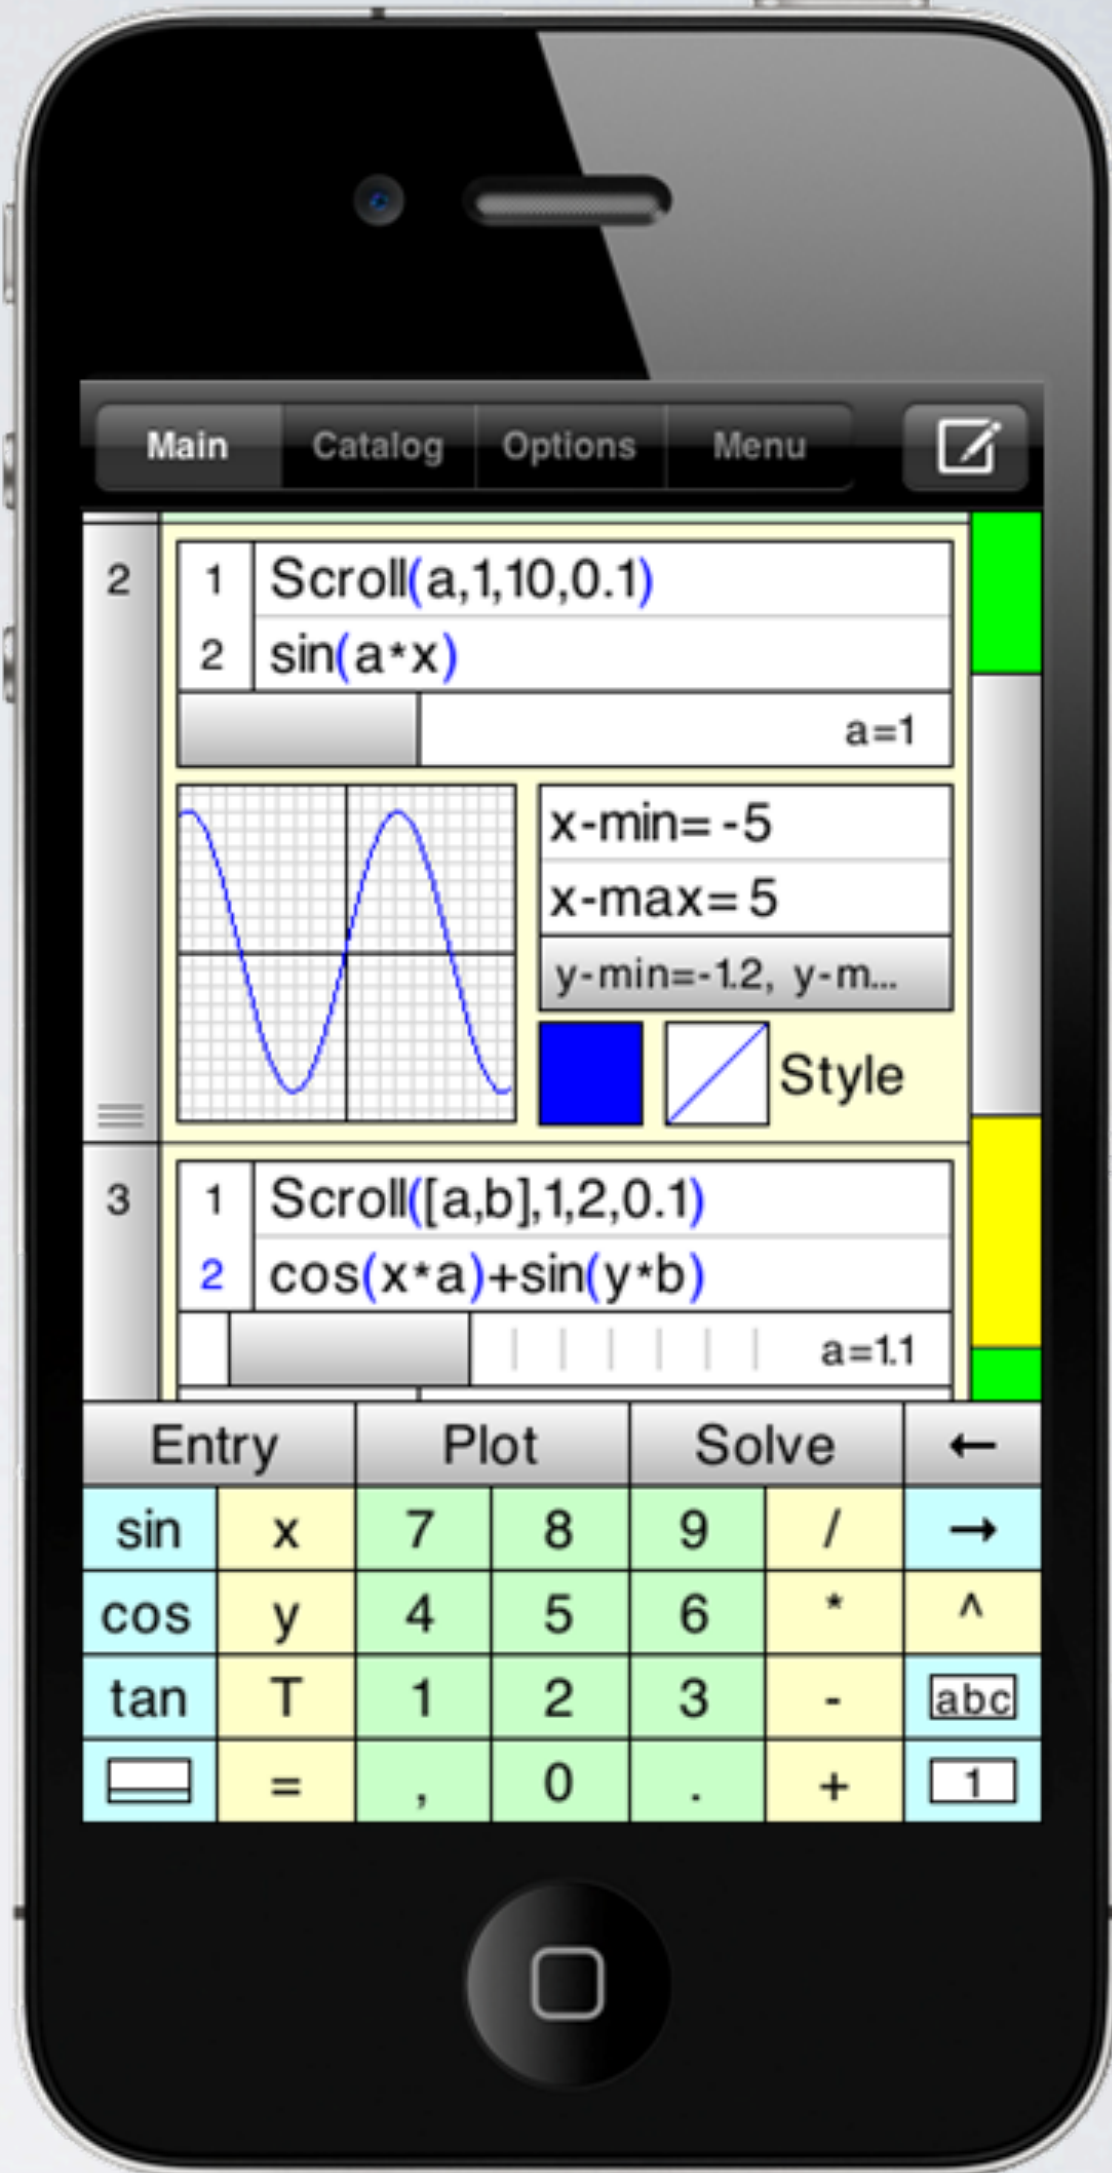 Main Catalog Options Menu
2 1 Scroll(a,1,10,0.1)
2 sin(a*x)
a=1
x-min= -5
x-max= 5
y-min=-1.2, y-m...
Style
3 1 Scroll([a,b],1,2,0.1)
2 cos(x*a)+sin(y*b)
a=1.1
Entry Plot Solve ←
sin x 7 8 9 / →
cos y 4 5 6 * ^
tan T 1 2 3 - abc
= , 0 . + 1